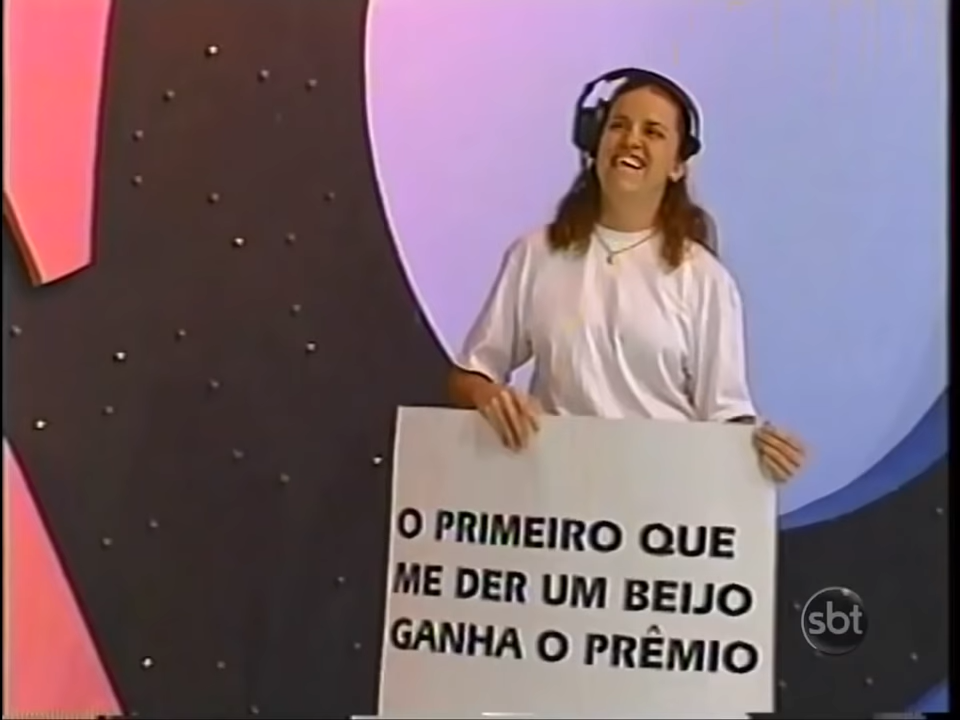 O PRIMEIRO QUE
ME DER UM BEIJO
GANHA O PRÊMIO
sbt